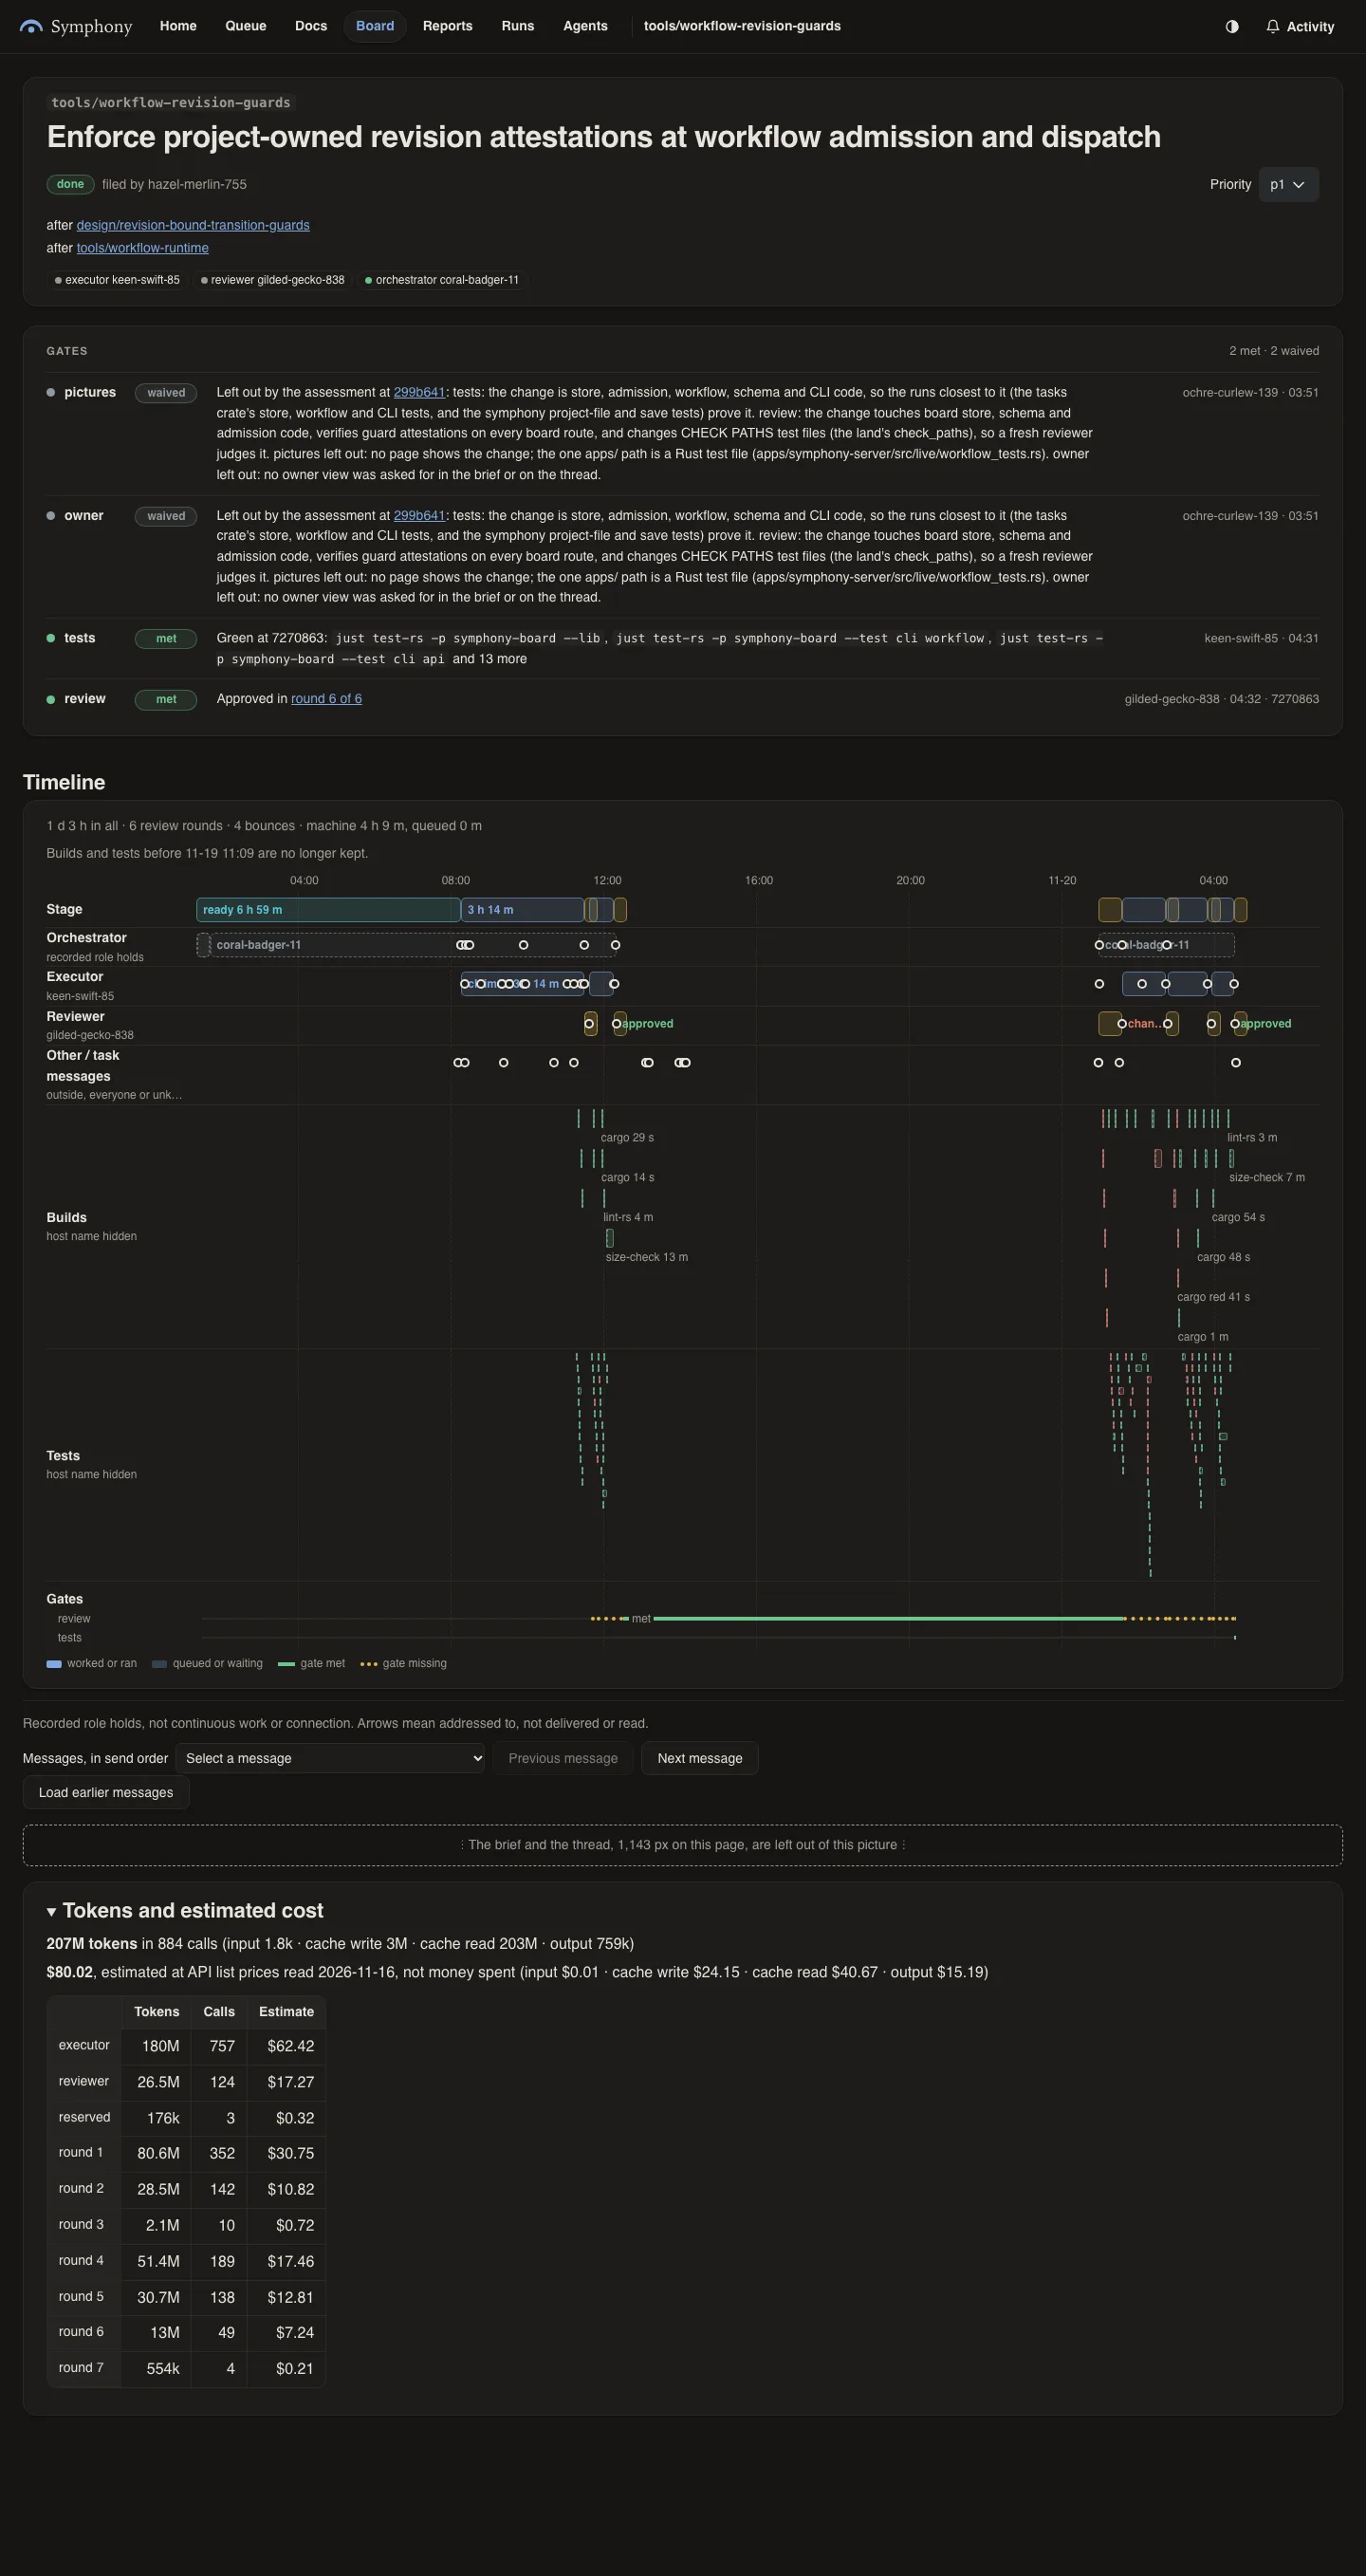 Symphony Home Queue Docs Board Reports Runs Agents tools/workflow-revision-guards Activity
tools/workflow-revision-guards
Enforce project-owned revision attestations at workflow admission and dispatch
done filed by hazel-merlin-755 Priority p1
after design/revision-bound-transition-guards
after tools/workflow-runtime
executor keen-swift-85 reviewer gilded-gecko-838 orchestrator coral-badger-11
GATES 2 met · 2 waived
pictures waived Left out by the assessment at 299b641: tests: the change is store, admission, workflow, schema and CLI code, so the runs closest to it (the tasks ochre-curlew-139 · 03:51
crate's store, workflow and CLI tests, and the symphony project-file and save tests) prove it. review: the change touches board store, schema and
admission code, verifies guard attestations on every board route, and changes CHECK PATHS test files (the land's check_paths), so a fresh reviewer
judges it. pictures left out: no page shows the change; the one apps/ path is a Rust test file (apps/symphony-server/src/live/workflow_tests.rs). owner
left out: no owner view was asked for in the brief or on the thread.
owner waived Left out by the assessment at 299b641: tests: the change is store, admission, workflow, schema and CLI code, so the runs closest to it (the tasks ochre-curlew-139 · 03:51
crate's store, workflow and CLI tests, and the symphony project-file and save tests) prove it. review: the change touches board store, schema and
admission code, verifies guard attestations on every board route, and changes CHECK PATHS test files (the land's check_paths), so a fresh reviewer
judges it. pictures left out: no page shows the change; the one apps/ path is a Rust test file (apps/symphony-server/src/live/workflow_tests.rs). owner
left out: no owner view was asked for in the brief or on the thread.
tests met Green at 7270863: just test-rs -p symphony-board --lib, just test-rs -p symphony-board --test cli workflow, just test-rs - keen-swift-85 · 04:31
p symphony-board --test cli api and 13 more
review met Approved in round 6 of 6 gilded-gecko-838 · 04:32 · 7270863
Timeline
1 d 3 h in all · 6 review rounds · 4 bounces · machine 4 h 9 m, queued 0 m
Builds and tests before 11-19 11:09 are no longer kept.
04:00 08:00 12:00 16:00 20:00 11-20 04:00
Stage ready 6 h 59 m 3 h 14 m
Orchestrator coral-badger-11
recorded role holds
Executor 14 m
keen-swift-85
Reviewer approved chan… approved
gilded-gecko-838
Other / task
messages
outside, everyone or unk…
cargo 29 s lint-rs 3 m
cargo 14 s size-check 7 m
Builds lint-rs 4 m cargo 54 s
host name hidden
size-check 13 m cargo 48 s
cargo red 41 s
cargo 1 m
Tests
host name hidden
Gates
review met
tests
worked or ran queued or waiting gate met gate missing
Recorded role holds, not continuous work or connection. Arrows mean addressed to, not delivered or read.
Messages, in send order Select a message Previous message Next message
Load earlier messages
⋮ The brief and the thread, 1,143 px on this page, are left out of this picture ⋮
Tokens and estimated cost
207M tokens in 884 calls (input 1.8k · cache write 3M · cache read 203M · output 759k)
$80.02, estimated at API list prices read 2026-11-16, not money spent (input $0.01 · cache write $24.15 · cache read $40.67 · output $15.19)
Tokens Calls Estimate
executor 180M 757 $62.42
reviewer 26.5M 124 $17.27
reserved 176k 3 $0.32
round 1 80.6M 352 $30.75
round 2 28.5M 142 $10.82
round 3 2.1M 10 $0.72
round 4 51.4M 189 $17.46
round 5 30.7M 138 $12.81
round 6 13M 49 $7.24
round 7 554k 4 $0.21